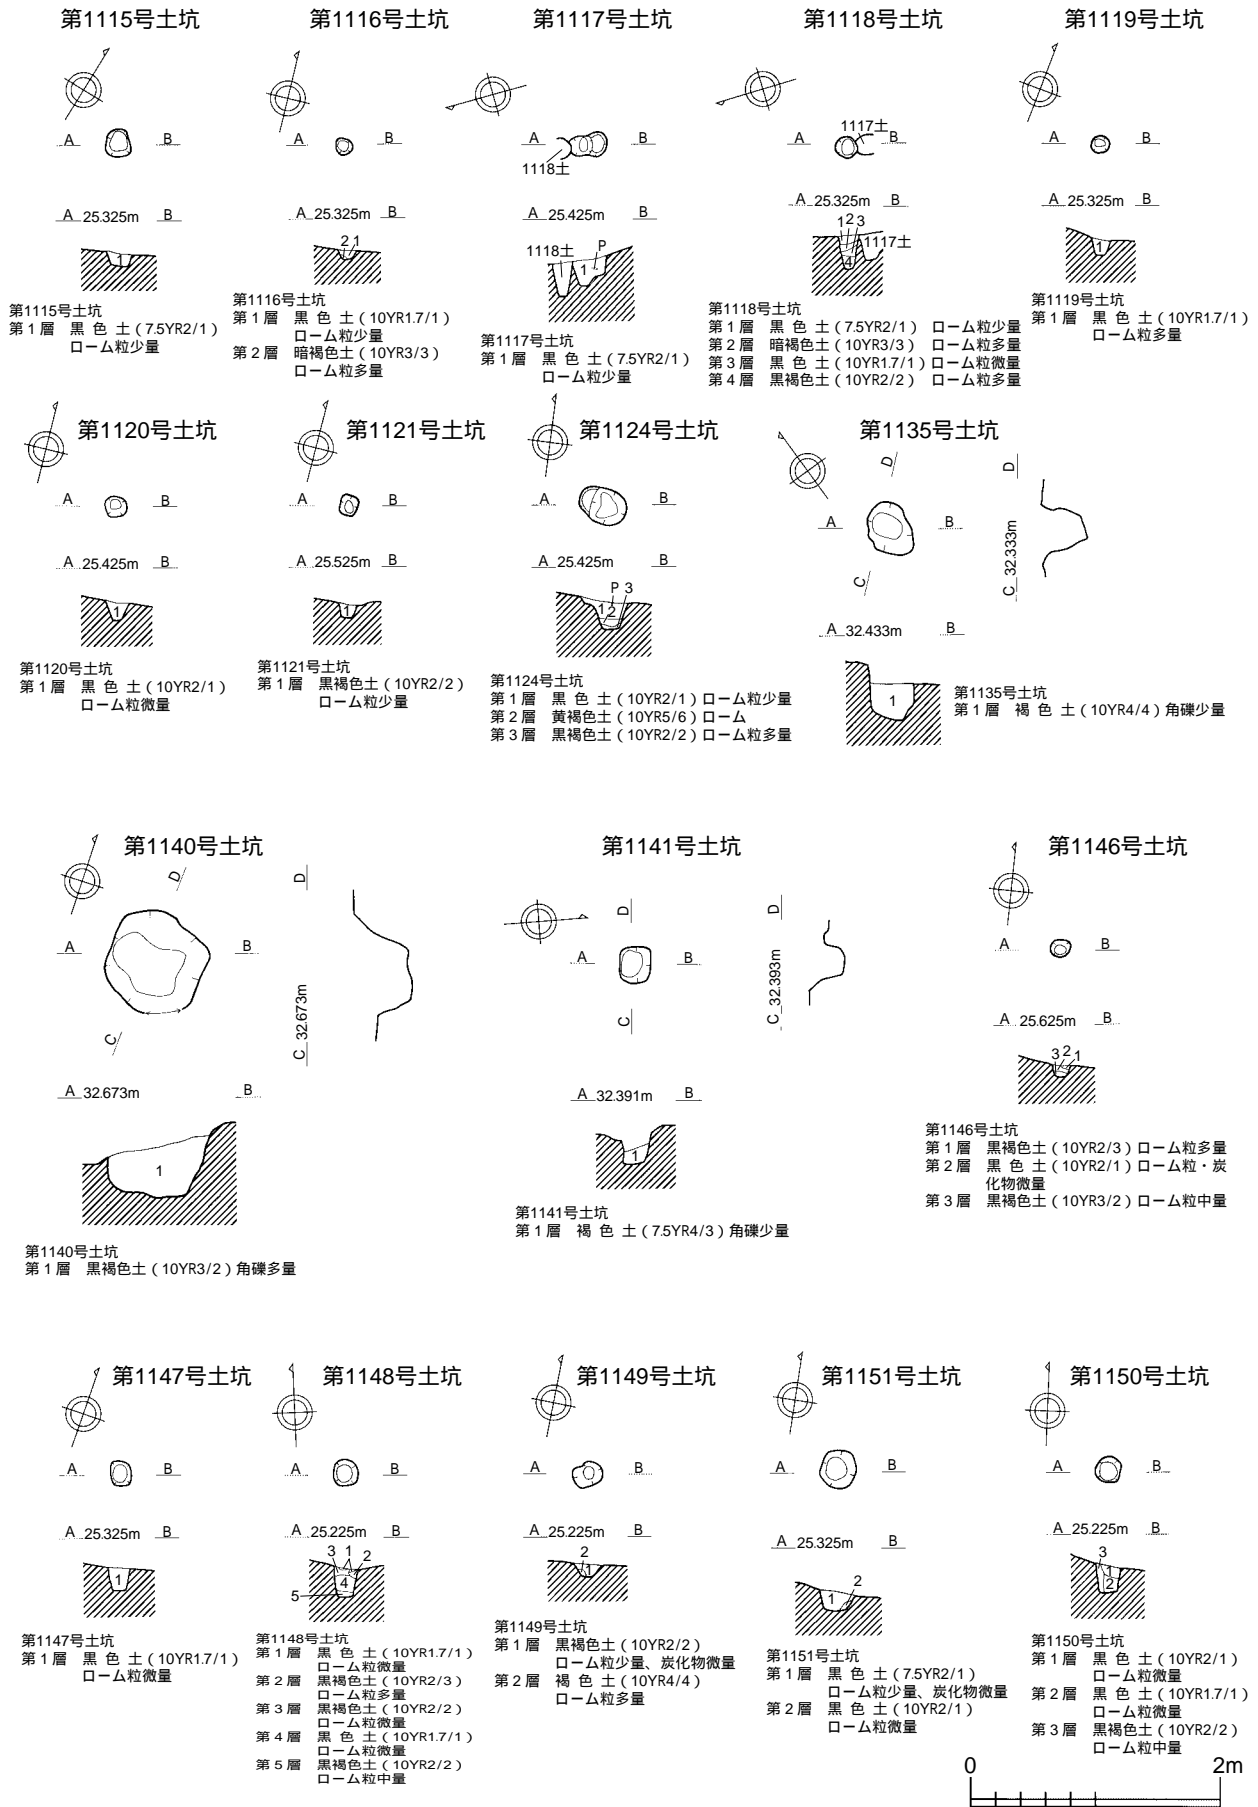 第1115号土坑
A B
A 25.325m B
1
第1115号土坑
第1層 黒色土(7.5YR2/1)
ローム粒少量
第1116号土坑
A B
A 25.325m B
2 1
第1116号土坑
第1層 黒色土(10YR1.7/1)
ローム粒少量
第2層 暗褐色土(10YR3/3)
ローム粒多量
第1117号土坑
A B
1118土
A 25.425m B
1118土 P
1
第1117号土坑
第1層 黒色土(7.5YR2/1)
ローム粒少量
第1118号土坑
1117土
A B
A 25.325m B
1 2 3
1117土
4
第1118号土坑
第1層 黒色土(7.5YR2/1) ローム粒少量
第2層 暗褐色土(10YR3/3) ローム粒多量
第3層 黒色土(10YR1.7/1)ローム粒微量
第4層 黒褐色土(10YR2/2) ローム粒多量
第1119号土坑
A B
A 25.325m B
1
第1119号土坑
第1層 黒色土(10YR1.7/1)
ローム粒多量
第1120号土坑
A B
A 25.425m B
1
第1120号土坑
第1層 黒色土(10YR2/1)
ローム粒微量
第1121号土坑
A B
A 25.525m B
1
第1121号土坑
第1層 黒褐色土(10YR2/2)
ローム粒少量
第1124号土坑
A B
A 25.425m B
P 3
1 2
第1124号土坑
第1層 黒色土(10YR2/1)ローム粒少量
第2層 黄褐色土(10YR5/6)ローム
第3層 黒褐色土(10YR2/2)ローム粒多量
第1135号土坑
D D
A B
C
C 32.333m
A 32.433m B
1
第1135号土坑
第1層 褐色土(10YR4/4)角礫少量
第1140号土坑
D D
A B
C
C 32.673m
A 32.673m B
1
第1140号土坑
第1層 黒褐色土(10YR3/2)角礫多量
第1141号土坑
D D
A B
C
C 32.393m
A 32.391m B
1
第1141号土坑
第1層 褐色土(7.5YR4/3)角礫少量
第1146号土坑
A B
A 25.625m B
3 2 1
第1146号土坑
第1層 黒褐色土(10YR2/3)ローム粒多量
第2層 黒色土(10YR2/1)ローム粒・炭
化物微量
第3層 黒褐色土(10YR3/2)ローム粒中量
第1147号土坑
A B
A 25.325m B
1
第1147号土坑
第1層 黒色土(10YR1.7/1)
ローム粒微量
第1148号土坑
A B
A 25.225m B
3 1 2
4
5
第1148号土坑
第1層 黒色土(10YR1.7/1)
ローム粒微量
第2層 黒褐色土(10YR2/3)
ローム粒多量
第3層 黒褐色土(10YR2/2)
ローム粒微量
第4層 黒色土(10YR1.7/1)
ローム粒微量
第5層 黒褐色土(10YR2/2)
ローム粒中量
第1149号土坑
A B
A 25.225m B
2
1
第1149号土坑
第1層 黒褐色土(10YR2/2)
ローム粒少量、炭化物微量
第2層 褐色土(10YR4/4)
ローム粒多量
第1151号土坑
A B
A 25.325m B
1 2
第1151号土坑
第1層 黒色土(7.5YR2/1)
ローム粒少量、炭化物微量
第2層 黒色土(10YR2/1)
ローム粒微量
第1150号土坑
A B
A 25.225m B
3
1
2
第1150号土坑
第1層 黒色土(10YR2/1)
ローム粒微量
第2層 黒色土(10YR1.7/1)
ローム粒微量
第3層 黒褐色土(10YR2/2)
ローム粒中量
0 2m